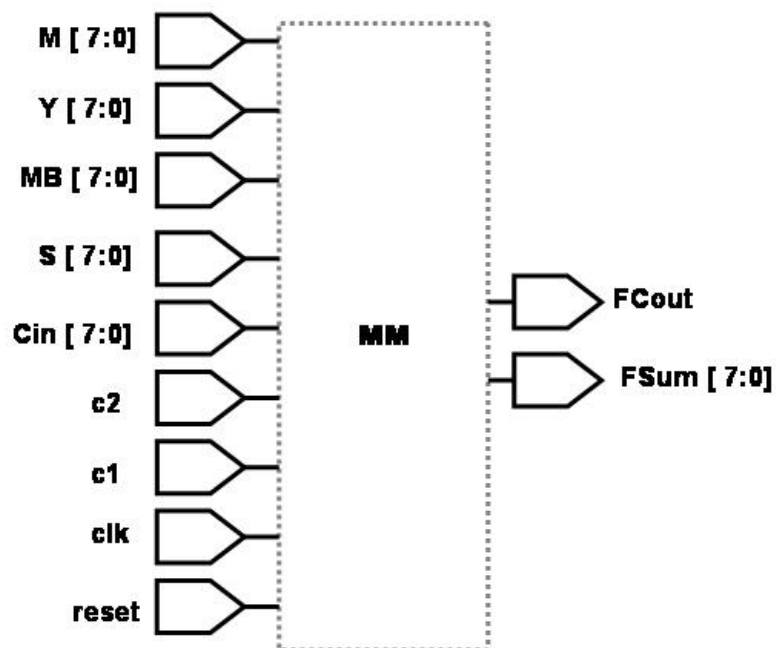 M [ 7:0]
Y [ 7:0]
MB [ 7:0]
S [ 7:0]
Cin [ 7:0]
c2
c1
clk
reset
MM
FCout
FSum [ 7:0]